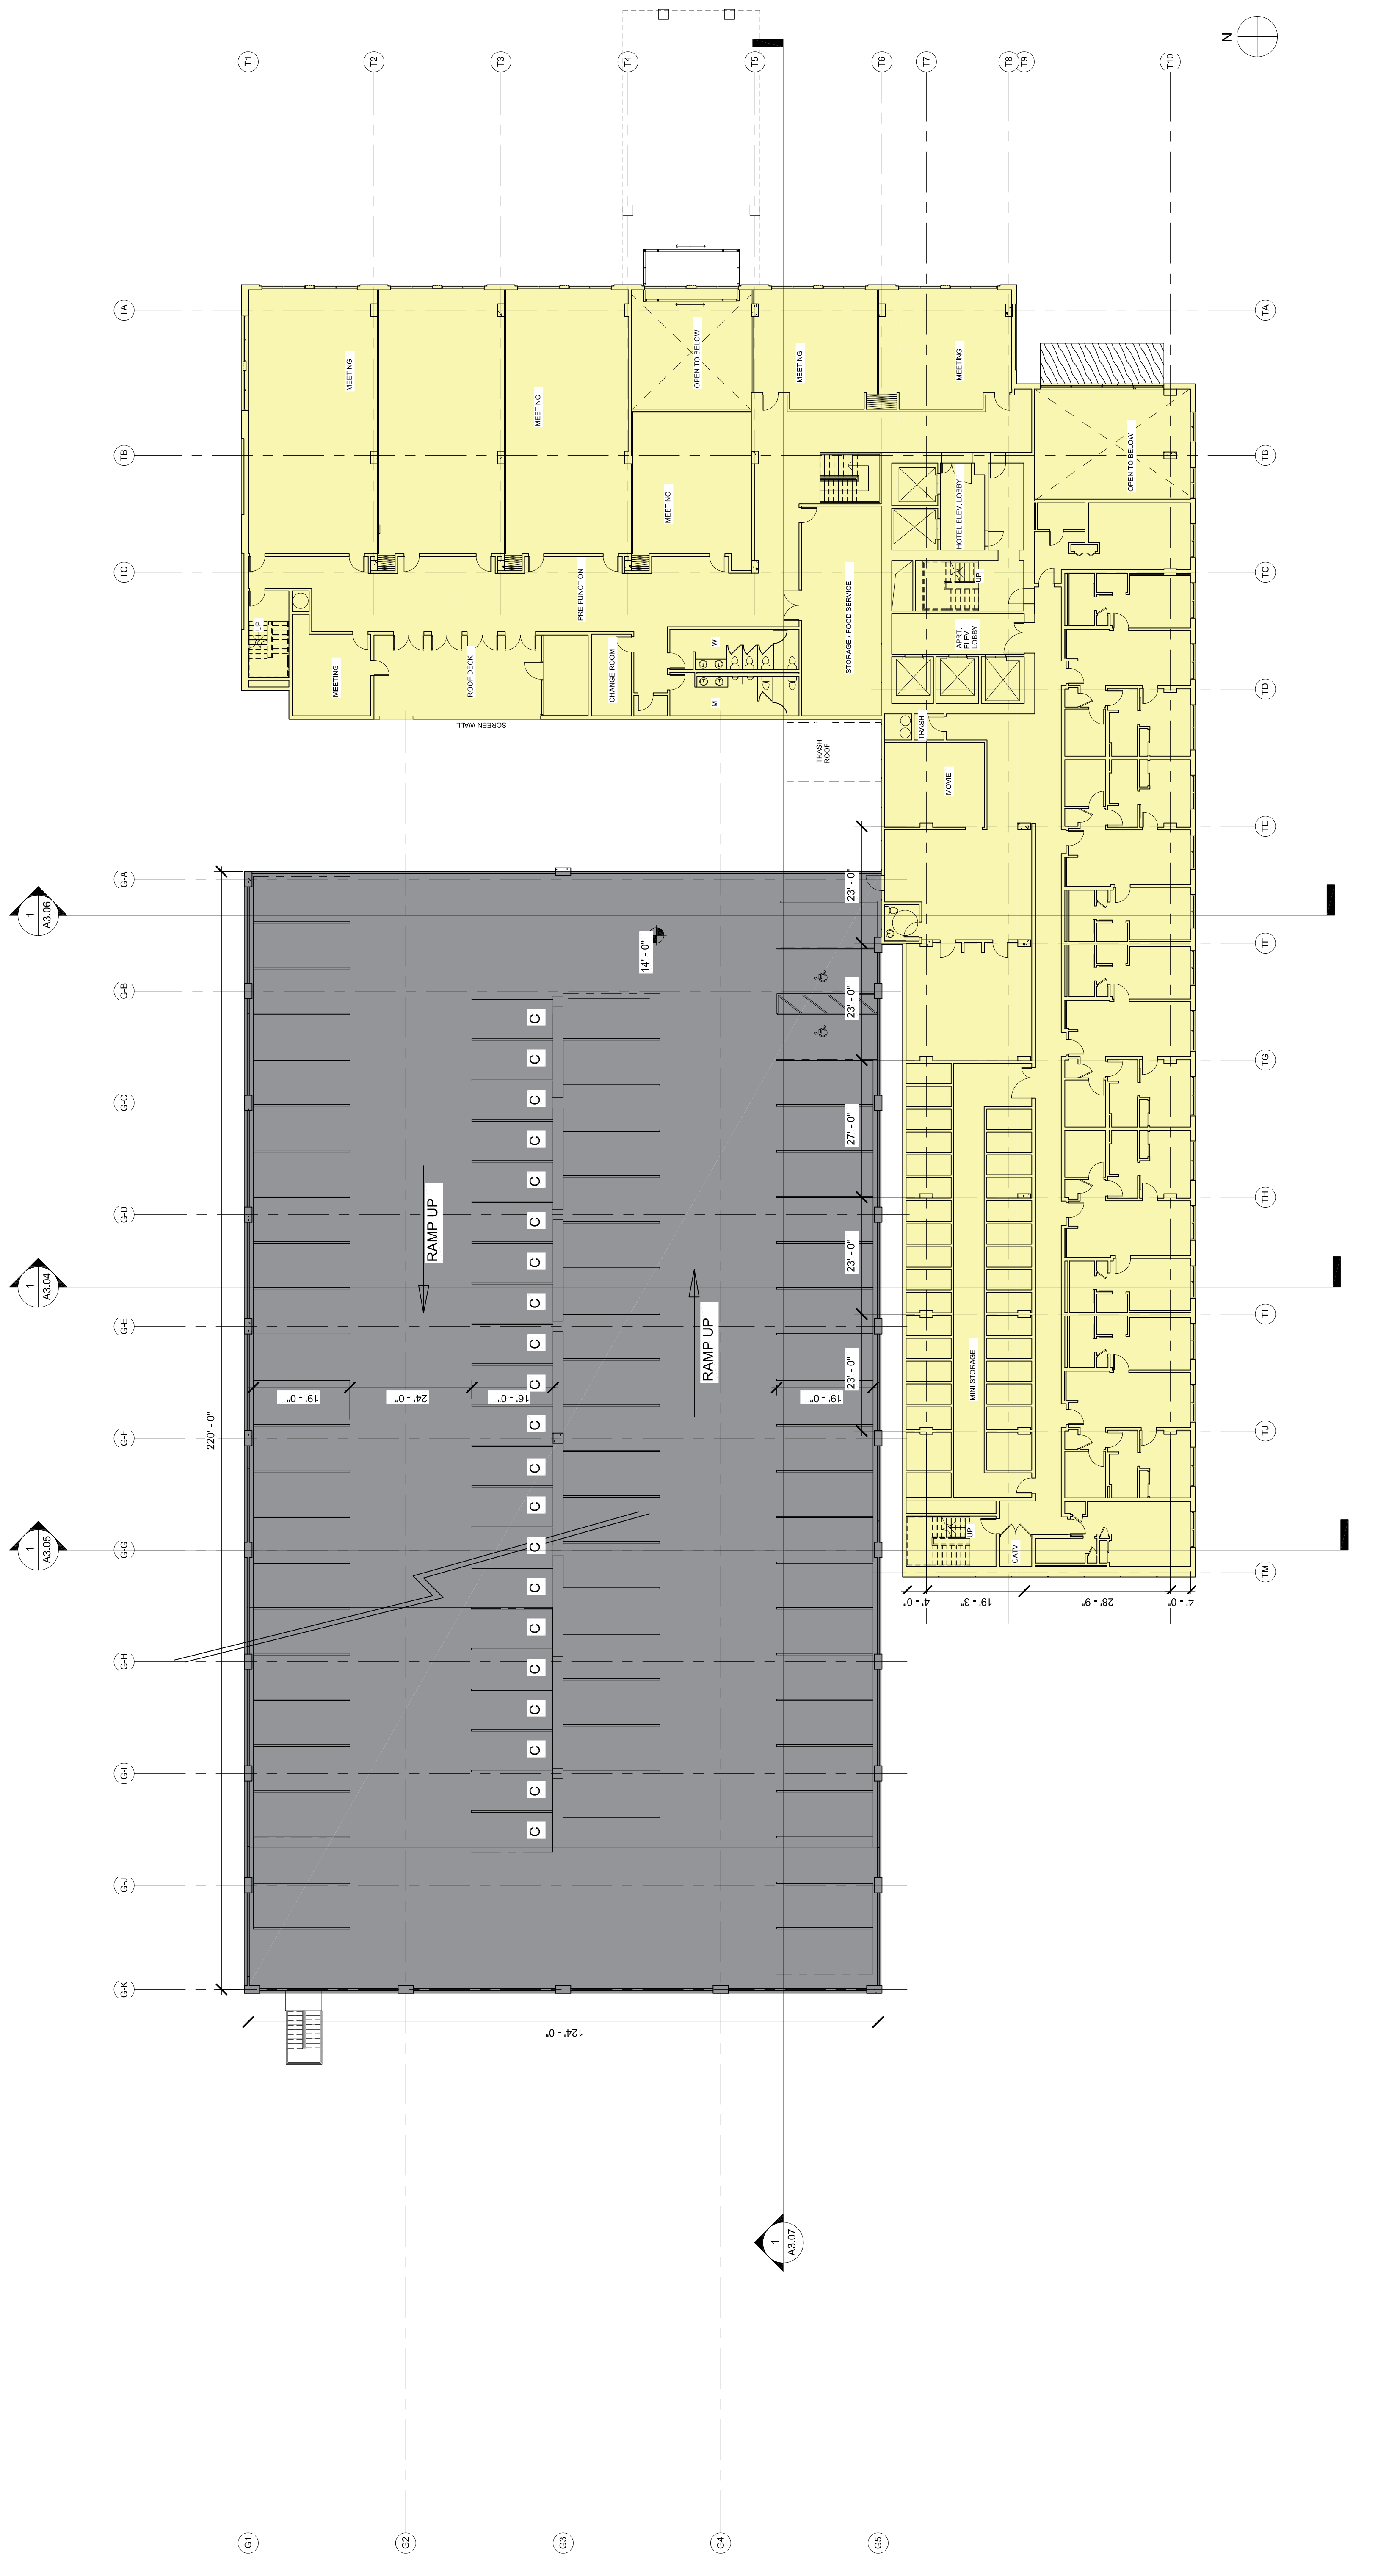 N
T1
T2
T3
T4
T5
T6
T7
T8
T9
T10
TA
TA
MEETING
OPEN TO BELOW
MEETING
MEETING
MEETING
TB
TB
MEETING
HOTEL ELEV. LOBBY
OPEN TO BELOW
TC
TC
PRE FUNCTION
UP
UP
STORAGE / FOOD SERVICE
APRT.
ELEV.
LOBBY
W
M
MEETING
ROOF DECK
CHANGE ROOM
TD
SCREEN WALL
TRASH
TRASH
ROOF
MOVIE
TE
G-A
23' - 0"
1
A3.06
14' - 0"
TF
G-B
23' - 0"
C
C
TG
G-C
C
C
27' - 0"
C
TH
G-D
RAMP UP
C
C
23' - 0"
1
A3.04
C
TI
G-E
RAMP UP
C
23' - 0"
MINI STORAGE
C
19' - 0"
24' - 0"
16' - 0"
19' - 0"
C
220' - 0"
G-F
TJ
C
C
UP
1
A3.05
G-G
C
CATV
TM
C
4' - 0"
19' - 3"
28' - 9"
4' - 0"
C
G-H
C
C
C
G-I
C
C
G-J
G-K
124' - 0"
1
A3.07
G1
G2
G3
G4
G5